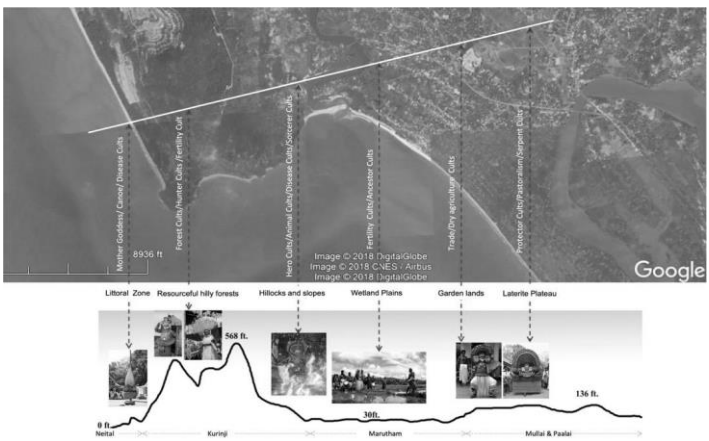 Mother Goddess/ Canoe/ Disease Cults
Forest Cults/Hunter Cults /Fertility Cult
Hero Cults/Animal Cults/Disease Cults/Sorcerer Cults
Fertility Cults/Ancestor Cults
Trade/Dry agriculture Cults
Protector Cults/Pastoralism/Serpent Cults
8936 ft
Image © 2018 DigitalGlobe
Image © 2018 CNES / Airbus
Image © 2018 DigitalGlobe
Google
Littoral Zone
Resourceful hilly forests
Hillocks and slopes
Wetland Plains
Garden lands
Laterite Plateau
568 ft.
136 ft.
30ft.
0 ft.
Neital
Kurinji
Marutham
Mullai & Paalai